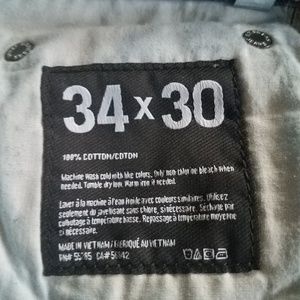 34 x 30
100% COTTON/COTON
Machine Wash cold with like colors. Only non chlorine bleach when
needed. Tumble dry low. Warm iron if needed.
Laver à la machine à l'eau froide avec couleurs similaires. Utilisez
seulement du javellisant sans chlore, si nécessaire. Séchage par
culbutage à température basse. Repassage à température moyenne
si nécessaire.
MADE IN VIETNAM/FABRIQUÉ AU VIETNAM
RN# CA#